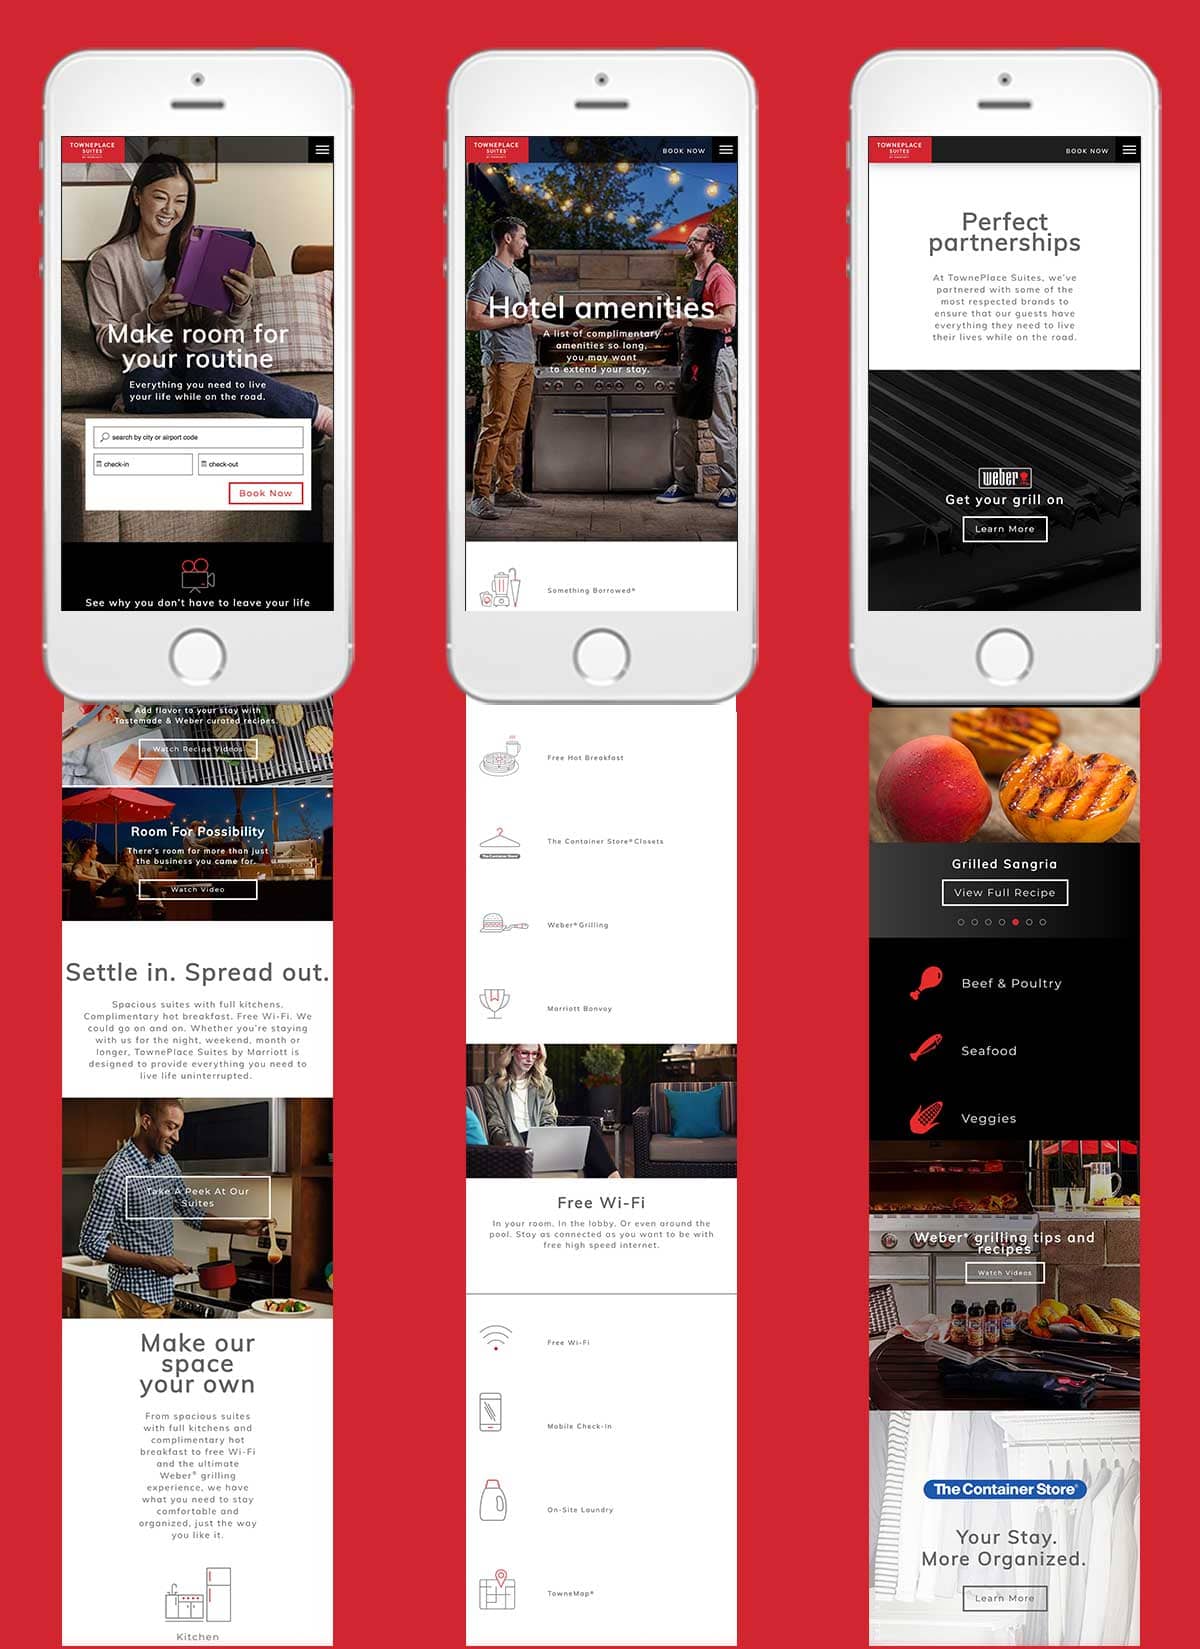 TOWNEPLACE
SUITES
BY MARRIOTT
Make room for
your routine
Everything you need to live
your life while on the road.
search by city or airport code
check-in
check-out
Book Now
See why you don't have to leave your life
Add flavor to your stay with
Tastemade & Weber curated recipes.
Watch Recipe Videos
Room For Possibility
There's room for more than just
the business you came for.
Watch Video
Settle in. Spread out.
Spacious suites with full kitchens.
Complimentary hot breakfast. Free Wi-Fi. We
could go on and on. Whether you're staying
with us for the night, weekend, month or
longer, TownePlace Suites by Marriott is
designed to provide everything you need to
live life uninterrupted.
Take A Peek At Our
Suites
Make our
space
your own
From spacious suites
with full kitchens and
complimentary hot
breakfast to free Wi-Fi
and the ultimate
Weber® grilling
experience, we have
what you need to stay
comfortable and
organized, just the way
you like it.
Kitchen
TOWNEPLACE
SUITES
BY MARRIOTT
BOOK NOW
Hotel amenities
A list of complimentary
amenities so long,
you may want
to extend your stay.
Something Borrowed®
Free Hot Breakfast
The Container Store
The Container Store® Closets
Weber® Grilling
Marriott Bonvoy
Free Wi-Fi
In your room. In the lobby. Or even around the
pool. Stay as connected as you want to be with
free high speed internet.
Free Wi-Fi
Mobile Check-In
On-Site Laundry
TowneMap®
TOWNEPLACE
SUITES
BY MARRIOTT
BOOK NOW
Perfect
partnerships
At TownePlace Suites, we've
partnered with some of the
most respected brands to
ensure that our guests have
everything they need to live
their lives while on the road.
weber
Get your grill on
Learn More
Grilled Sangria
View Full Recipe
Beef & Poultry
Seafood
Veggies
Weber® grilling tips and
recipes
Watch Videos
The Container Store®
Your Stay.
More Organized.
Learn More